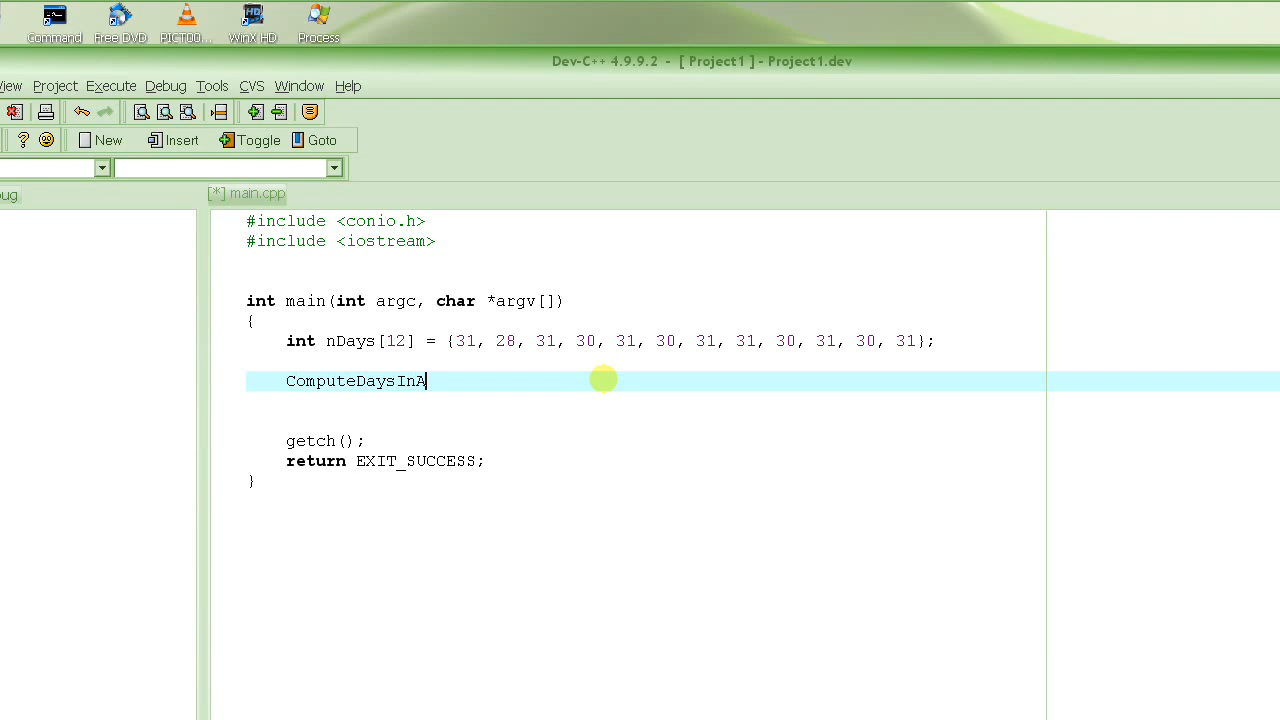 Command Free DVD PICT00... WinX HD Process
Dev-C++ 4.9.9.2 - [ Project1 ] - Project1.dev
View Project Execute Debug Tools CVS Window Help
New Insert Toggle Goto
ug [*] main.cpp
#include <conio.h>
#include <iostream>
int main(int argc, char *argv[])
{
int nDays[12] = {31, 28, 31, 30, 31, 30, 31, 31, 30, 31, 30, 31};
ComputeDaysInA
getch();
return EXIT_SUCCESS;
}